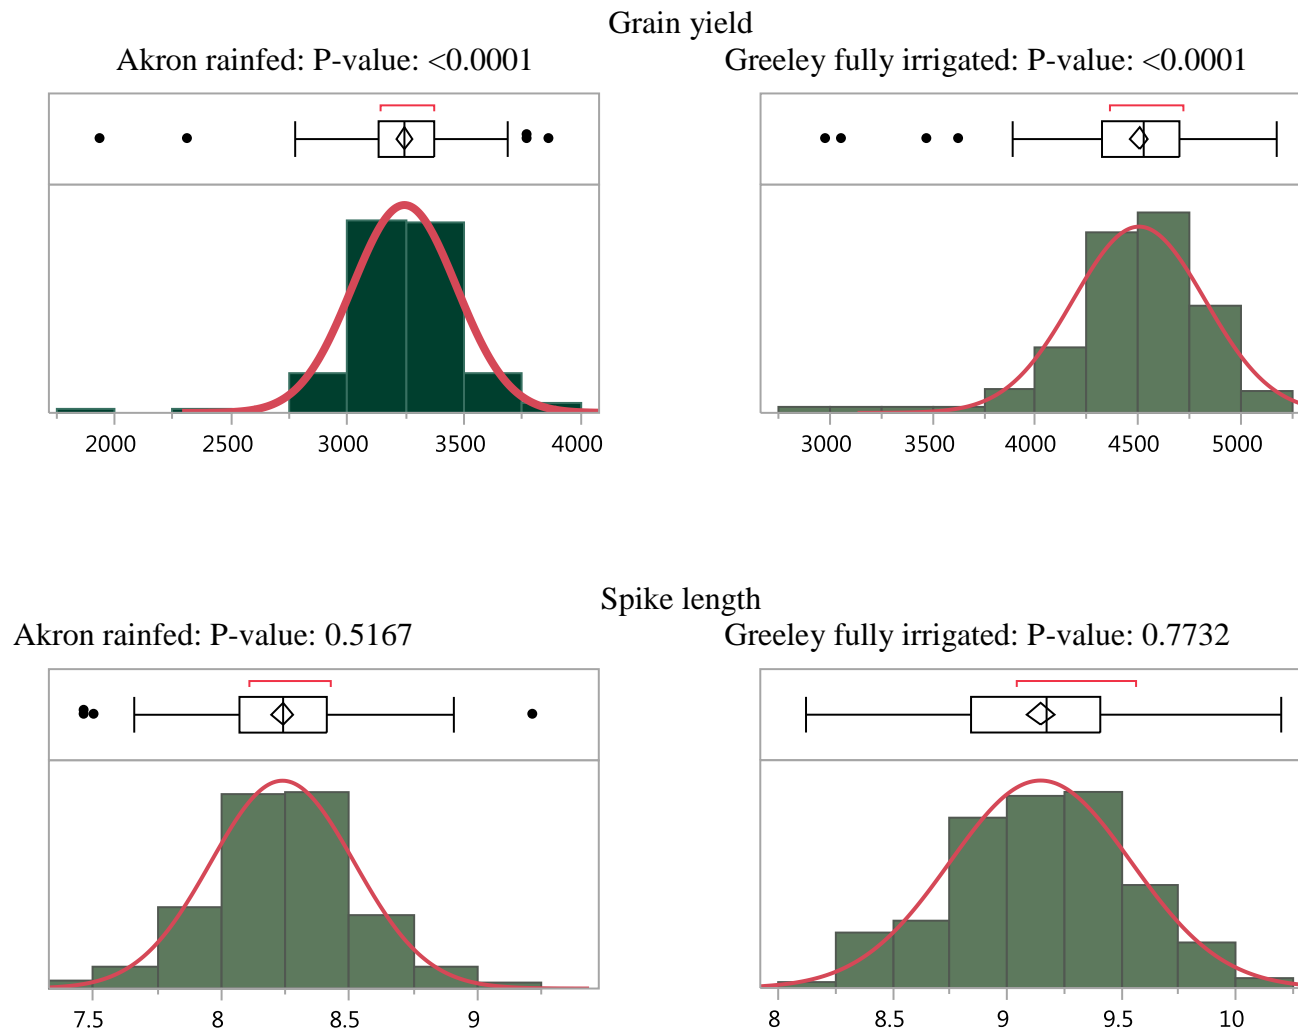 Grain yield
Akron rainfed: P-value: <0.0001
Greeley fully irrigated: P-value: <0.0001
2000 2500 3000 3500 4000
3000 3500 4000 4500 5000
Spike length
Akron rainfed: P-value: 0.5167
Greeley fully irrigated: P-value: 0.7732
7.5 8 8.5 9
8 8.5 9 9.5 10